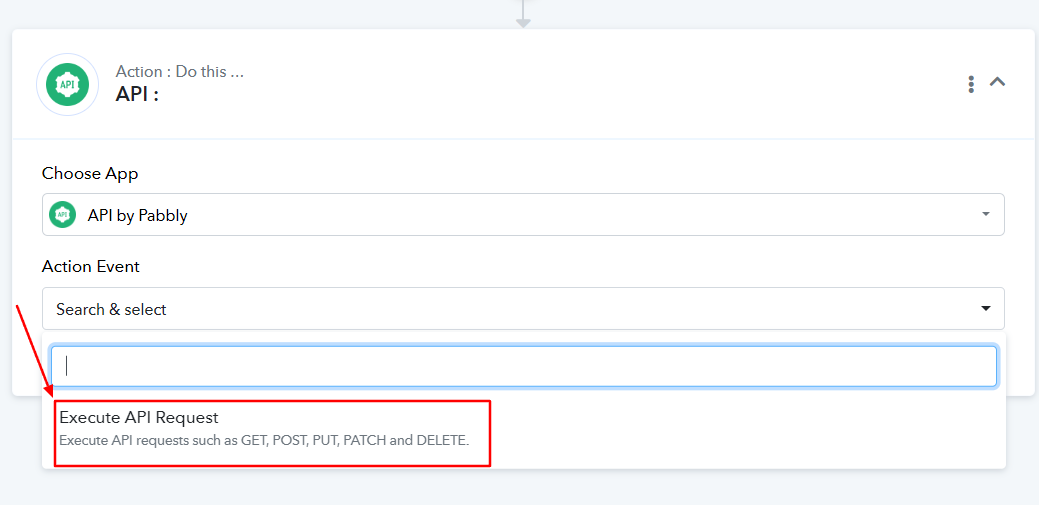 API
Action : Do this ...
API :
Choose App
API
API by Pabbly
Action Event
Search & select
Execute API Request
Execute API requests such as GET, POST, PUT, PATCH and DELETE.